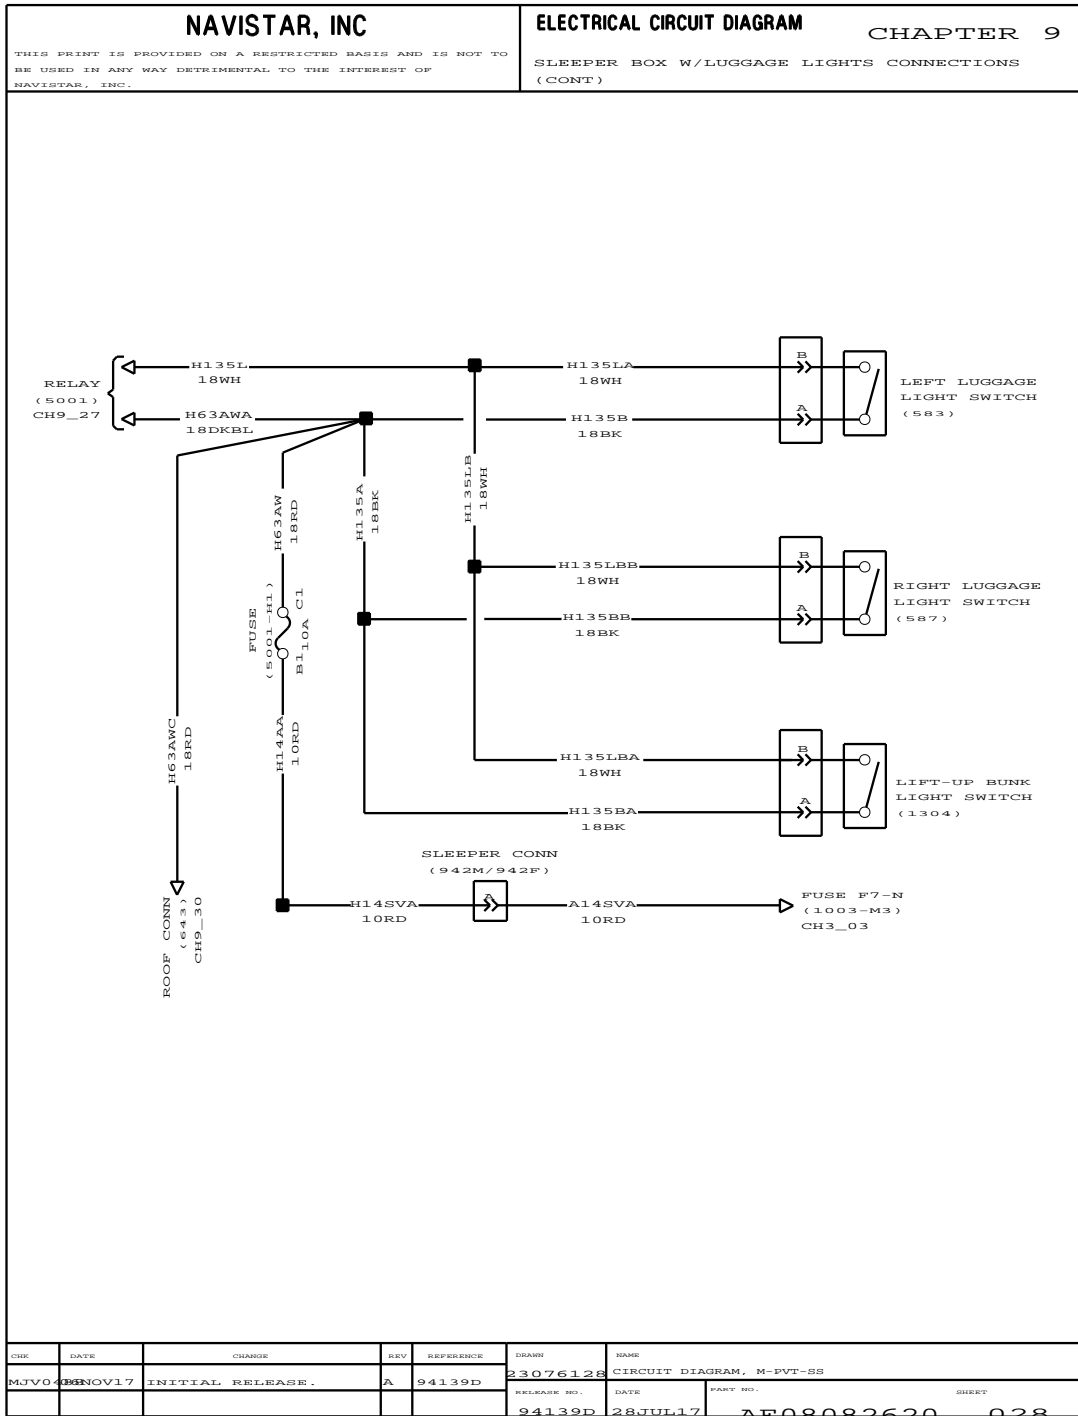 NAVISTAR, INC
THIS PRINT IS PROVIDED ON A RESTRICTED BASIS AND IS NOT TO
BE USED IN ANY WAY DETRIMENTAL TO THE INTEREST OF
NAVISTAR, INC.
ELECTRICAL CIRCUIT DIAGRAM
CHAPTER 9
SLEEPER BOX W/LUGGAGE LIGHTS CONNECTIONS
(CONT)
RELAY
(5001)
CH9_27
H135L
18WH
H63AWA
18DKBL
H135LA
18WH
H135B
18BK
B
A
LEFT LUGGAGE
LIGHT SWITCH
(583)
H63AW
18RD
H135A
18BK
H135LB
18WH
H135LBB
18WH
H135BB
18BK
B
A
RIGHT LUGGAGE
LIGHT SWITCH
(587)
FUSE
(5001-H1)
B1 10A C1
H63AWC
18RD
H14AA
10RD
H135LBA
18WH
H135BA
18BK
B
A
LIFT-UP BUNK
LIGHT SWITCH
(1304)
SLEEPER CONN
(942M/942F)
A
H14SVA
10RD
A14SVA
10RD
FUSE F7-N
(1003-M3)
CH3_03
ROOF CONN
(643)
CH9_30
CHK
DATE
CHANGE
REV
REFERENCE
DRAWN
NAME
INITIAL RELEASE.
A
94139D
23076128
CIRCUIT DIAGRAM, M-PVT-SS
RELEASE NO.
DATE
PART NO.
SHEET
94139D
28JUL17
AF08082620
028